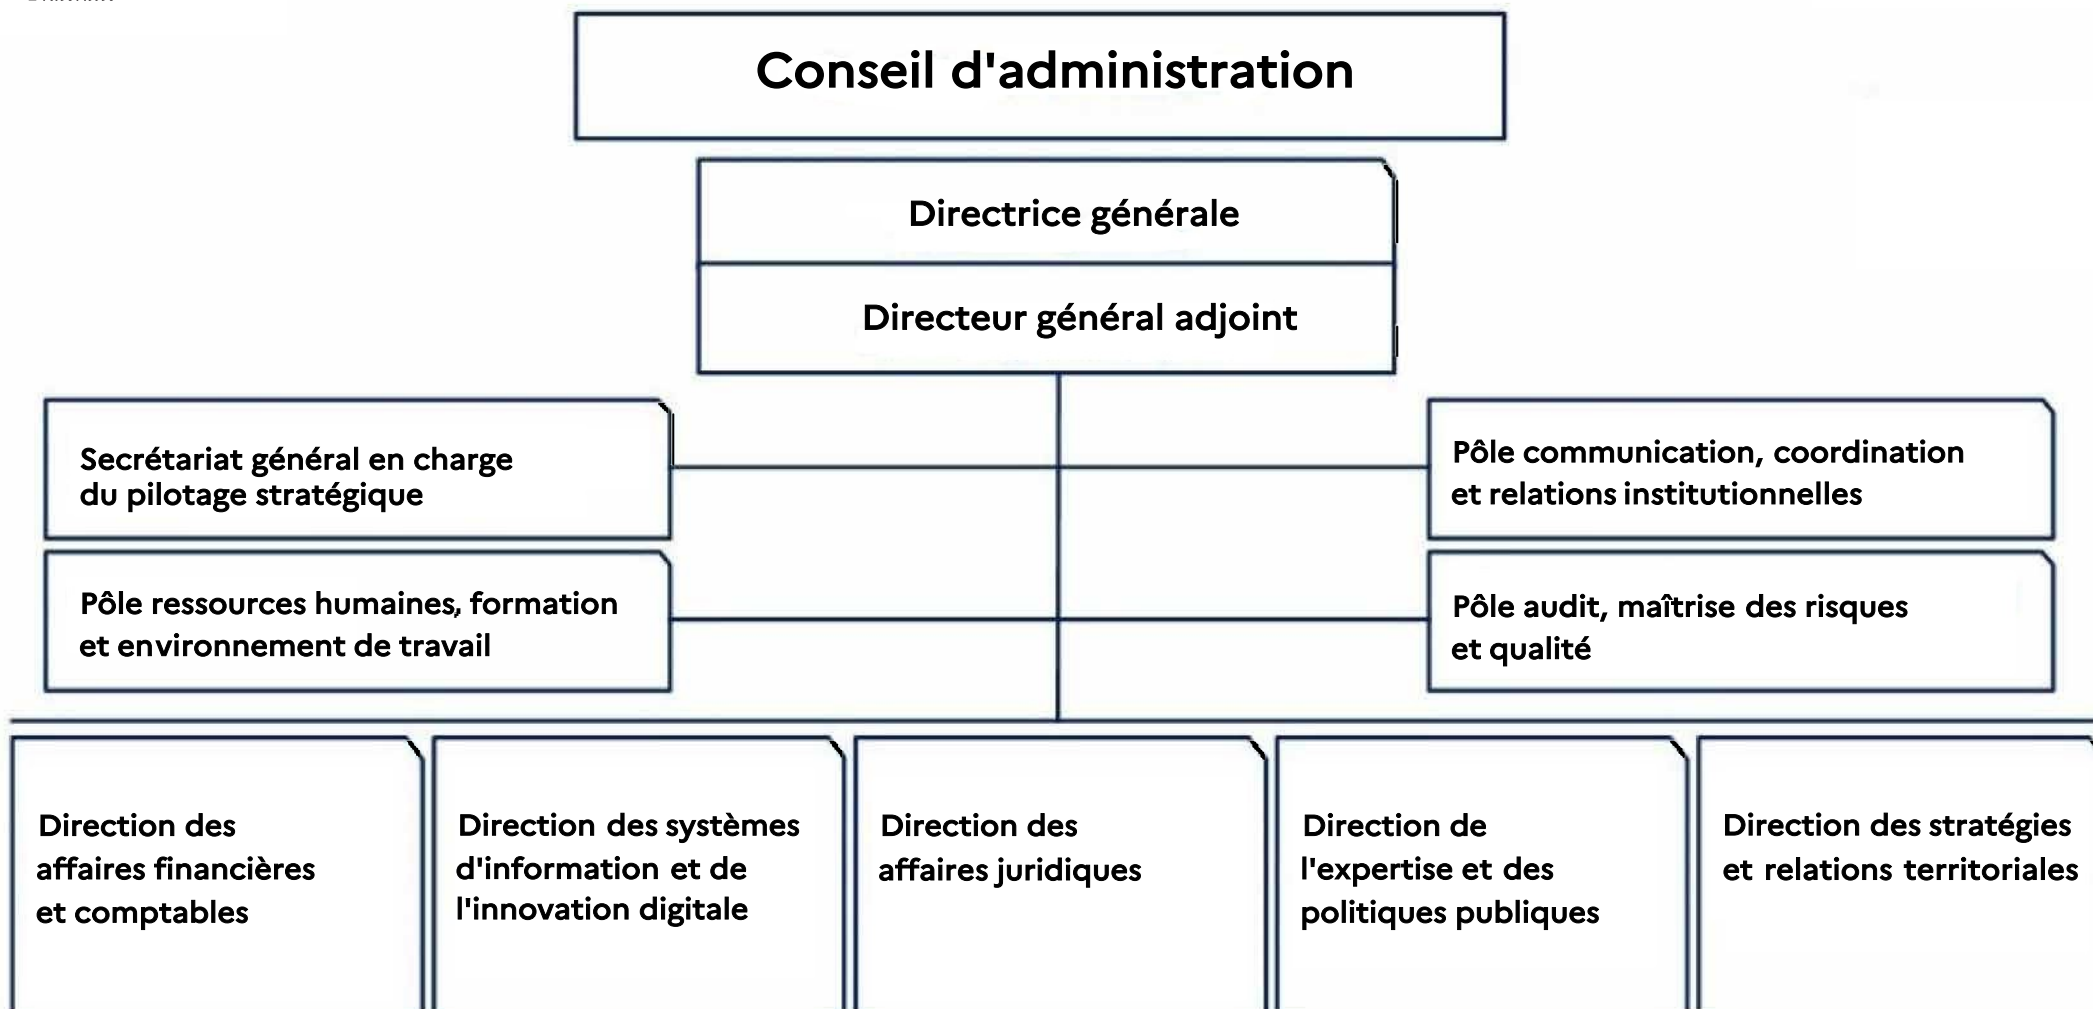 Conseil d'administration
Directrice générale
Directeur général adjoint
Secrétariat général en charge
du pilotage stratégique
Pôle communication, coordination
et relations institutionnelles
Pôle ressources humaines, formation
et environnement de travail
Pôle audit, maîtrise des risques
et qualité
Direction des
affaires financières
et comptables
Direction des systèmes
d'information et de
l'innovation digitale
Direction des
affaires juridiques
Direction de
l'expertise et des
politiques publiques
Direction des stratégies
et relations territoriales